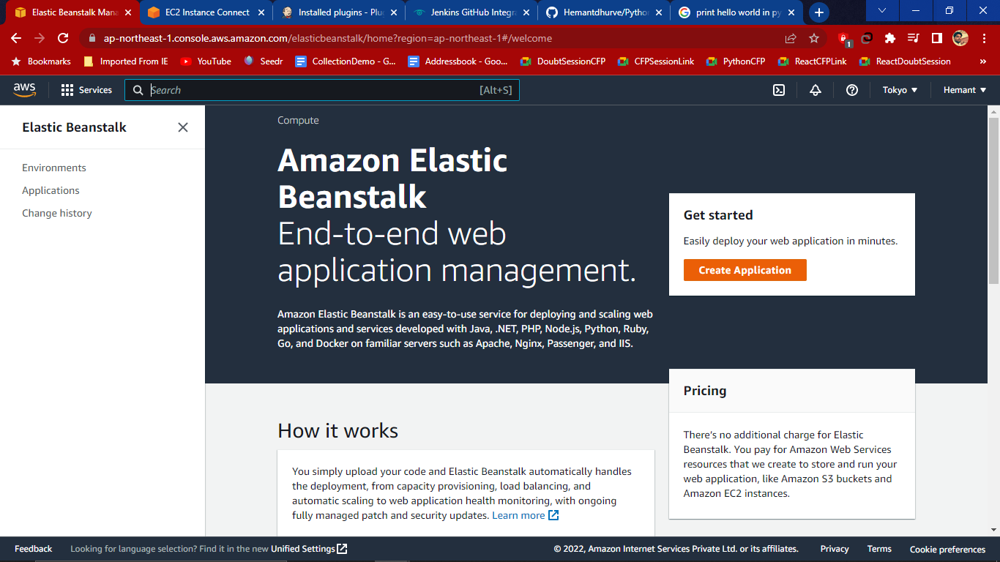 Elastic Beanstalk Mana
EC2 Instance Connect
Installed plugins - Plu
Jenkins GitHub Integra
Hemantdhurve/Pytho
print hello world in py
ap-northeast-1.console.aws.amazon.com/elasticbeanstalk/home?region=ap-northeast-1#/welcome
1
Bookmarks
Imported From IE
YouTube
Seedr
CollectionDemo - G...
Addressbook - Goo...
DoubtSessionCFP
CFPSessionLink
PythonCFP
ReactCFPLink
ReactDoubtSession
»
aws
Services
Search
[Alt+S]
Tokyo
Hemant
Elastic Beanstalk
Environments
Applications
Change history
Compute
Amazon Elastic
Beanstalk
End-to-end web
application management.
Amazon Elastic Beanstalk is an easy-to-use service for deploying and scaling web
applications and services developed with Java, .NET, PHP, Node.js, Python, Ruby,
Go, and Docker on familiar servers such as Apache, Nginx, Passenger, and IIS.
Get started
Easily deploy your web application in minutes.
Create Application
Pricing
There's no additional charge for Elastic
Beanstalk. You pay for Amazon Web Services
resources that we create to store and run your
web application, like Amazon S3 buckets and
Amazon EC2 instances.
How it works
You simply upload your code and Elastic Beanstalk automatically handles
the deployment, from capacity provisioning, load balancing, and
automatic scaling to web application health monitoring, with ongoing
fully managed patch and security updates. Learn more
Feedback
Looking for language selection? Find it in the new Unified Settings
© 2022, Amazon Internet Services Private Ltd. or its affiliates.
Privacy
Terms
Cookie preferences